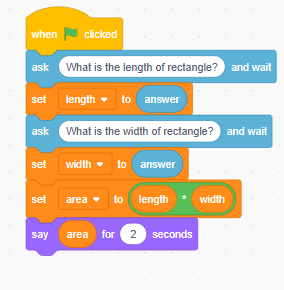 when clicked
ask What is the length of rectangle? and wait
set length to answer
ask What is the width of rectangle? and wait
set width to answer
set area to length * width
say area for 2 seconds